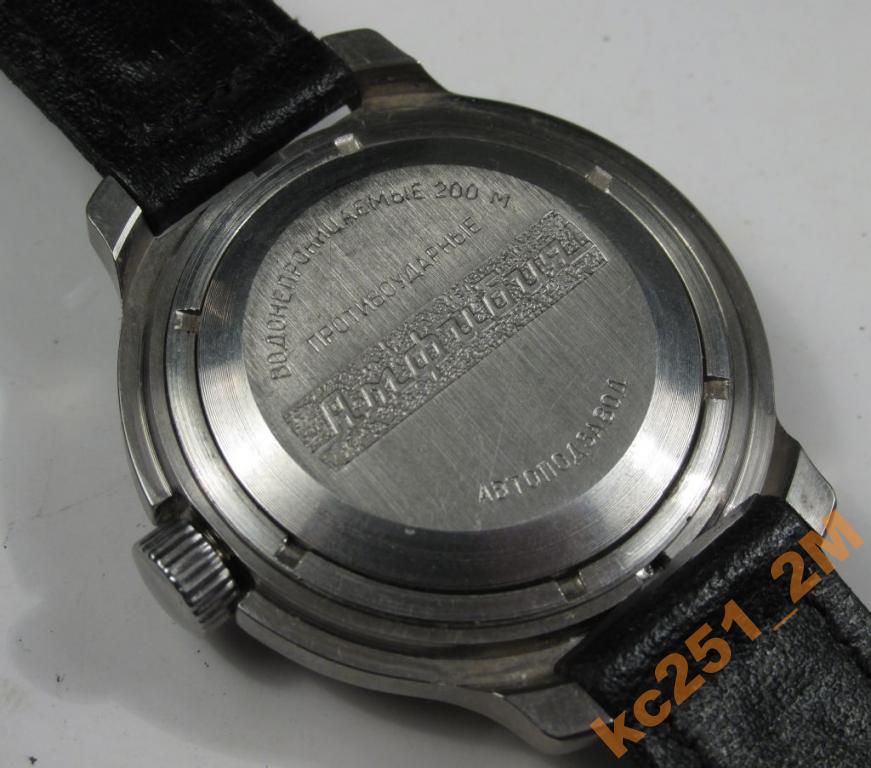 ВОДОНЕПРОНИЦАЕМЫЕ 200 М
ПРОТИВОУДАРНЫЕ
Амфибия
АВТОПОДЗАВОД
kc251_2M